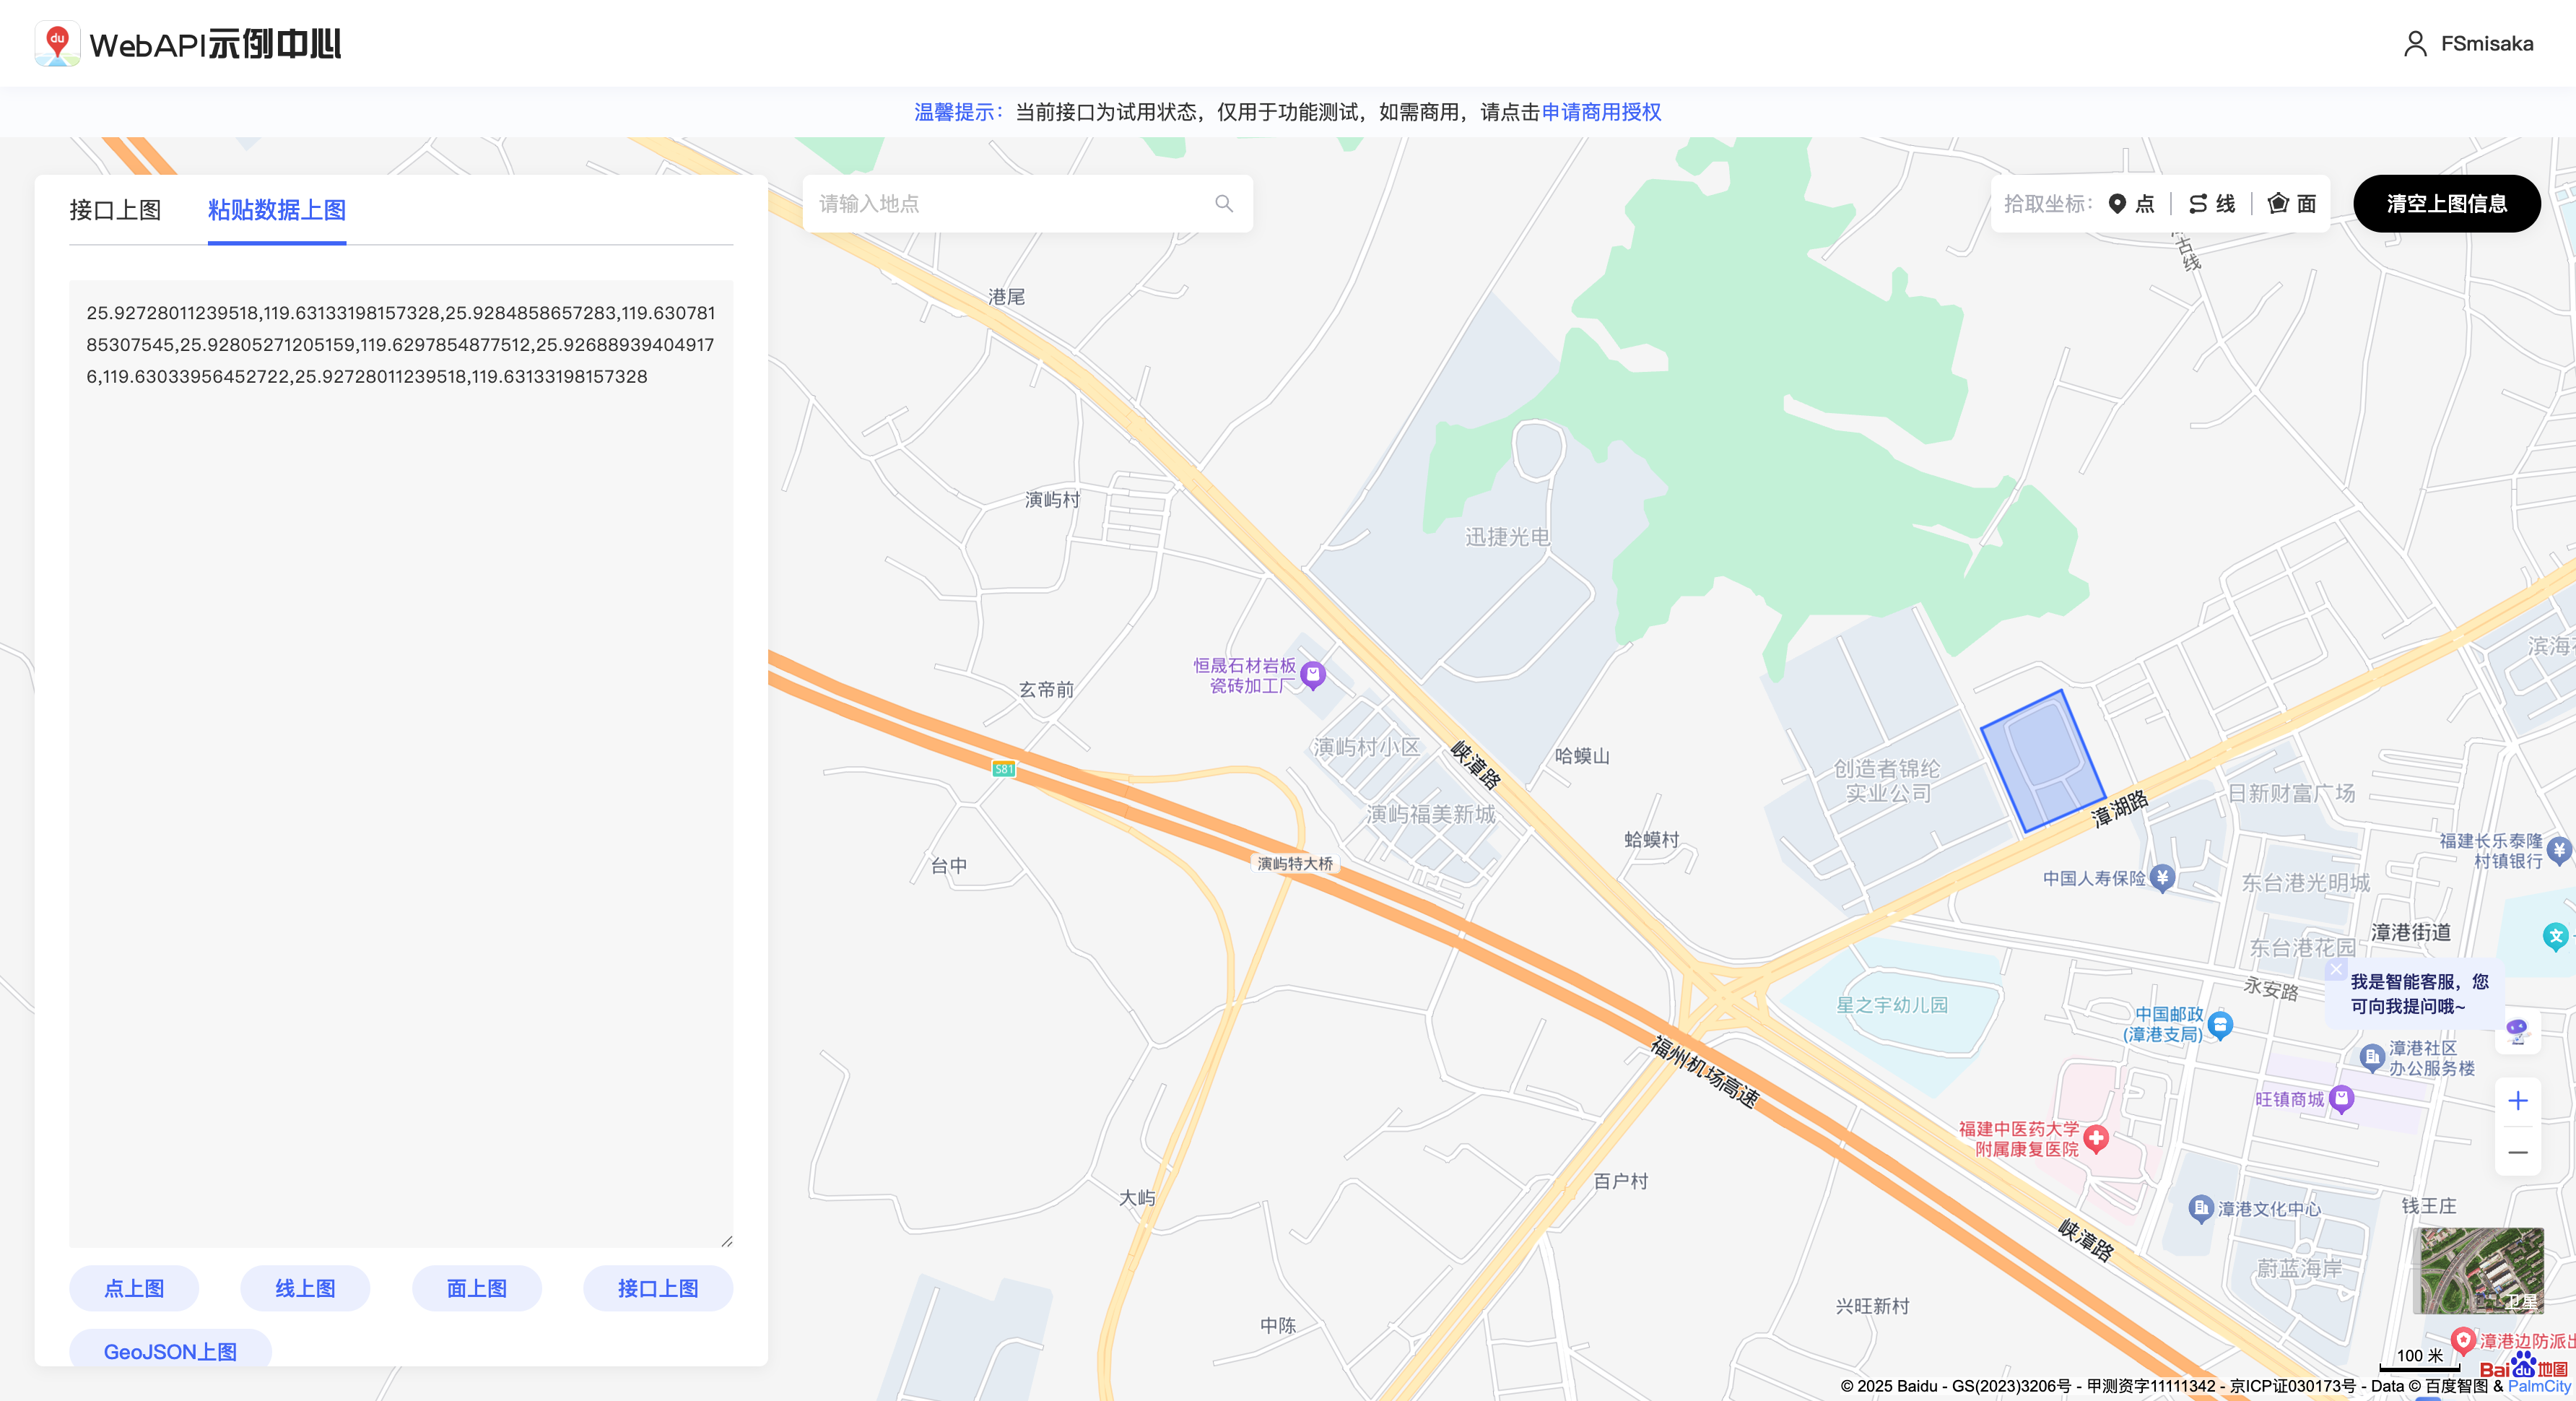 du WebAPI示例中心
FSmisaka
温馨提示：当前接口为试用状态，仅用于功能测试，如需商用，请点击申请商用授权
接口上图 粘贴数据上图
请输入地点
拾取坐标： 点 线 面
清空上图信息
25.92728011239518,119.63133198157328,25.9284858657283,119.630781
85307545,25.92805271205159,119.6297854877512,25.92688939404917
6,119.63033956452722,25.92728011239518,119.63133198157328
点上图 线上图 面上图 接口上图
GeoJSON上图
古线
港尾
演屿村
迅捷光电
恒晟石材岩板
瓷砖加工厂
玄帝前
演屿村小区
峡漳路
哈蟆山
S81
创造者锦纶
实业公司
漳湖路
日新财富广场
滨海
演屿福美新城
蛤蟆村
福建长乐泰隆
村镇银行
台中
演屿特大桥
中国人寿保险
东台港光明城
漳港街道
文
东台港花园
永安路
我是智能客服，您
可向我提问哦~
星之宇幼儿园
中国邮政
(漳港支局)
福州机场高速
漳港社区
办公服务楼
旺镇商城
福建中医药大学
附属康复医院
百户村
大屿
漳港文化中心
钱王庄
峡漳路
蔚蓝海岸
卫星
兴旺新村
中陈
漳港边防派出
100 米
Bai du 地图
© 2025 Baidu - GS(2023)3206号 - 甲测资字11111342 - 京ICP证030173号 - Data © 百度智图 & PalmCity